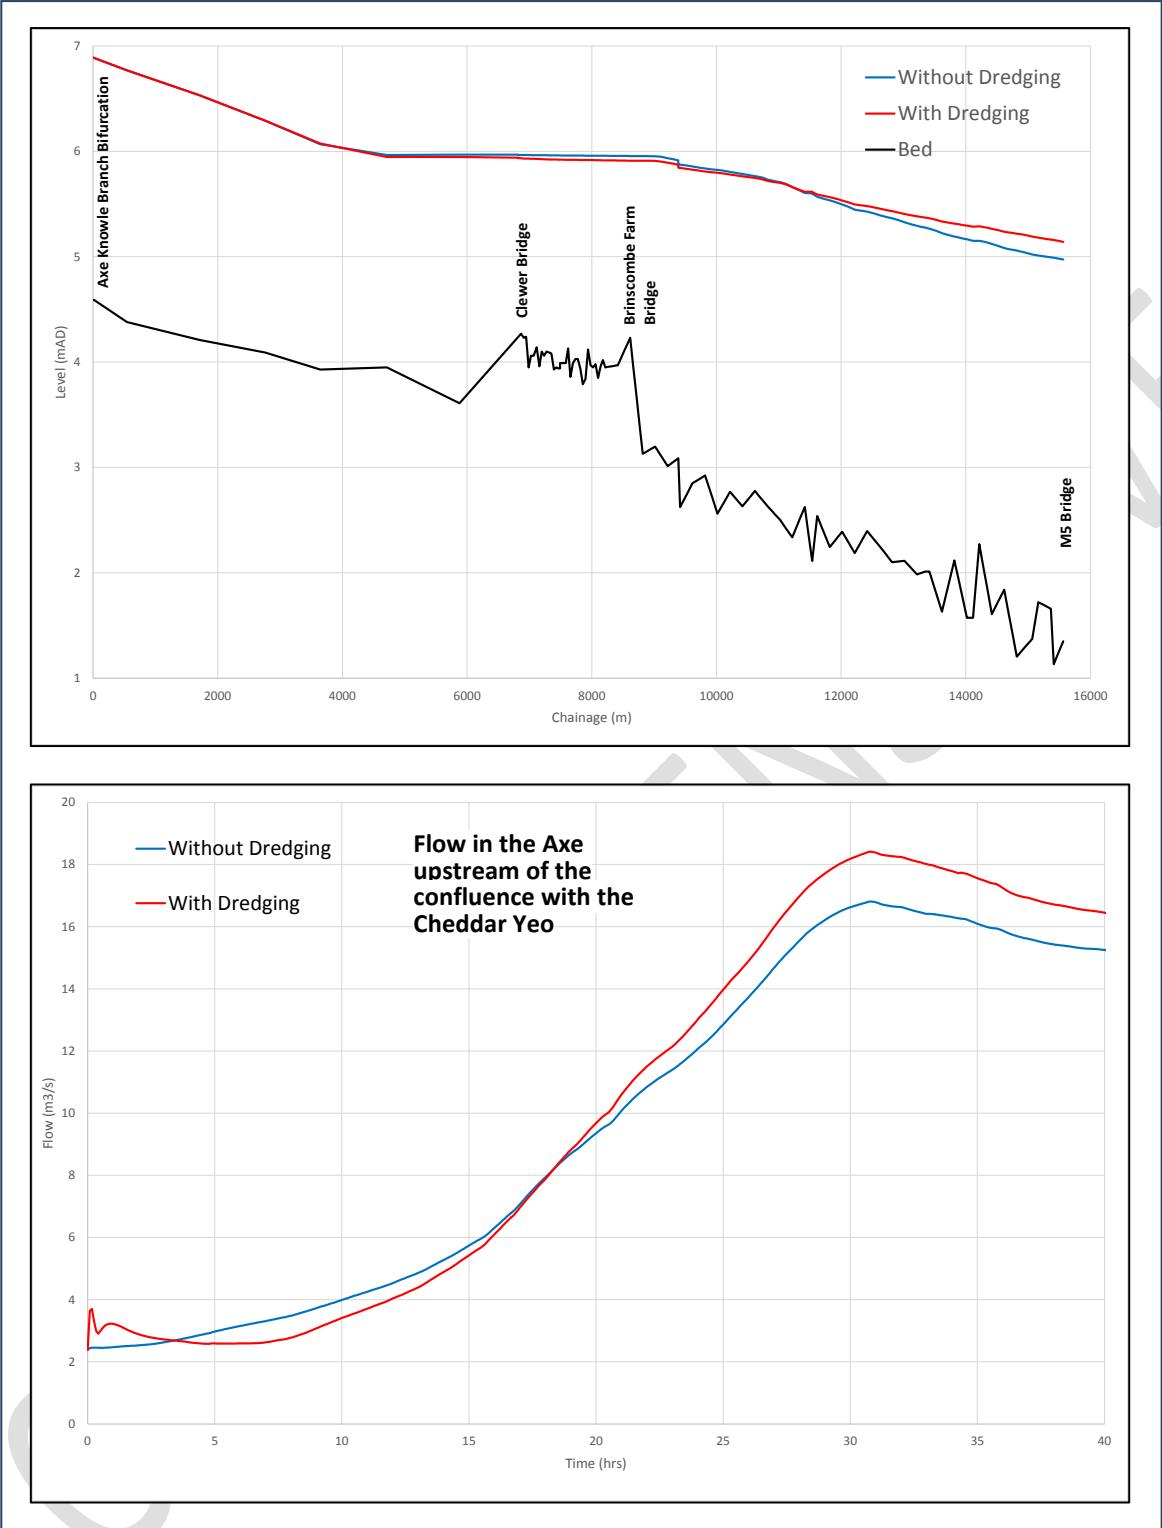 7
6
5
4
3
2
1
0
2000
4000
6000
8000
10000
12000
14000
16000
Level (mAD)
Chainage (m)
Without Dredging
With Dredging
Bed
Axe Knowle Branch Bifurcation
Clewer Bridge
Brinscombe Farm
Bridge
M5 Bridge
20
18
16
14
12
10
8
6
4
2
0
0
5
10
15
20
25
30
35
40
Flow (m3/s)
Time (hrs)
Without Dredging
With Dredging
Flow in the Axe
upstream of the
confluence with the
Cheddar Yeo